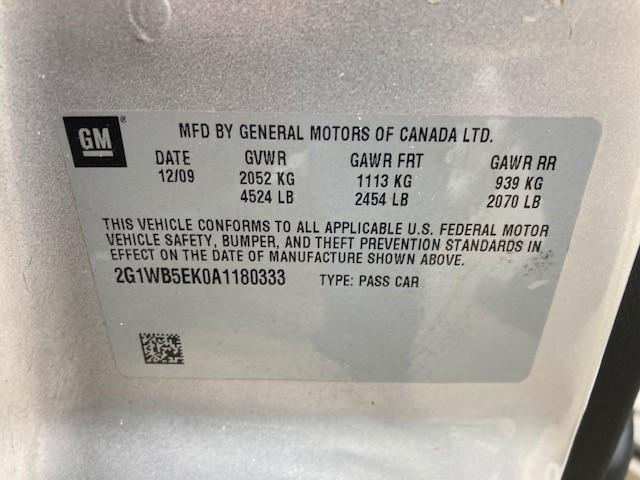 GM ®
MFD BY GENERAL MOTORS OF CANADA LTD.
DATE GVWR GAWR FRT GAWR RR
12/09 2052 KG 1113 KG 939 KG
4524 LB 2454 LB 2070 LB
THIS VEHICLE CONFORMS TO ALL APPLICABLE U.S. FEDERAL MOTOR
VEHICLE SAFETY, BUMPER, AND THEFT PREVENTION STANDARDS IN
EFFECT ON THE DATE OF MANUFACTURE SHOWN ABOVE.
2G1WB5EK0A1180333 TYPE: PASS CAR